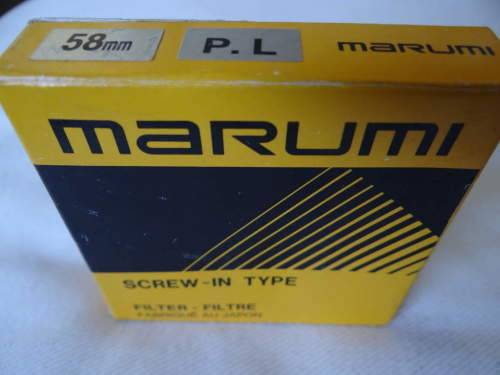 58mm P.L marumi
marumi
SCREW-IN TYPE
FILTER - FILTRE
FABRIQUÉ AU JAPON